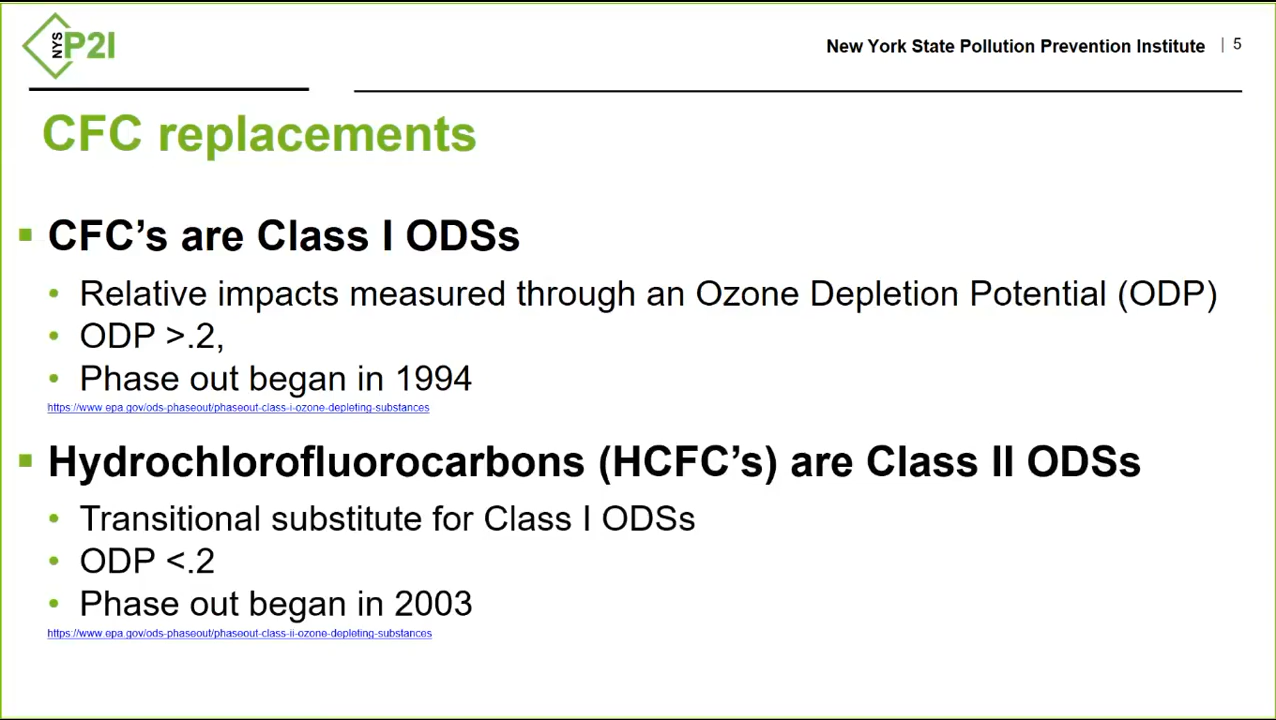 NYS P2I
New York State Pollution Prevention Institute | 5
CFC replacements
▪ CFC’s are Class I ODSs
• Relative impacts measured through an Ozone Depletion Potential (ODP)
• ODP >.2,
• Phase out began in 1994
https://www.epa.gov/ods-phaseout/phaseout-class-i-ozone-depleting-substances
▪ Hydrochlorofluorocarbons (HCFC’s) are Class II ODSs
• Transitional substitute for Class I ODSs
• ODP <.2
• Phase out began in 2003
https://www.epa.gov/ods-phaseout/phaseout-class-ii-ozone-depleting-substances